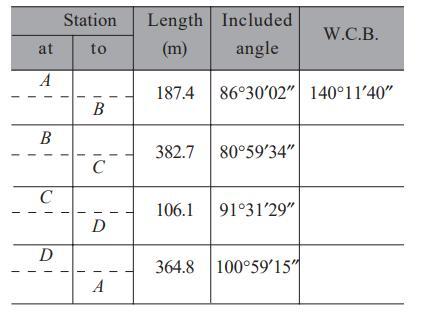 Station Length Included W.C.B.
at to (m) angle
A
B 187.4 86°30′02″ 140°11′40″
B
C 382.7 80°59′34″
C
D 106.1 91°31′29″
D
A 364.8 100°59′15″